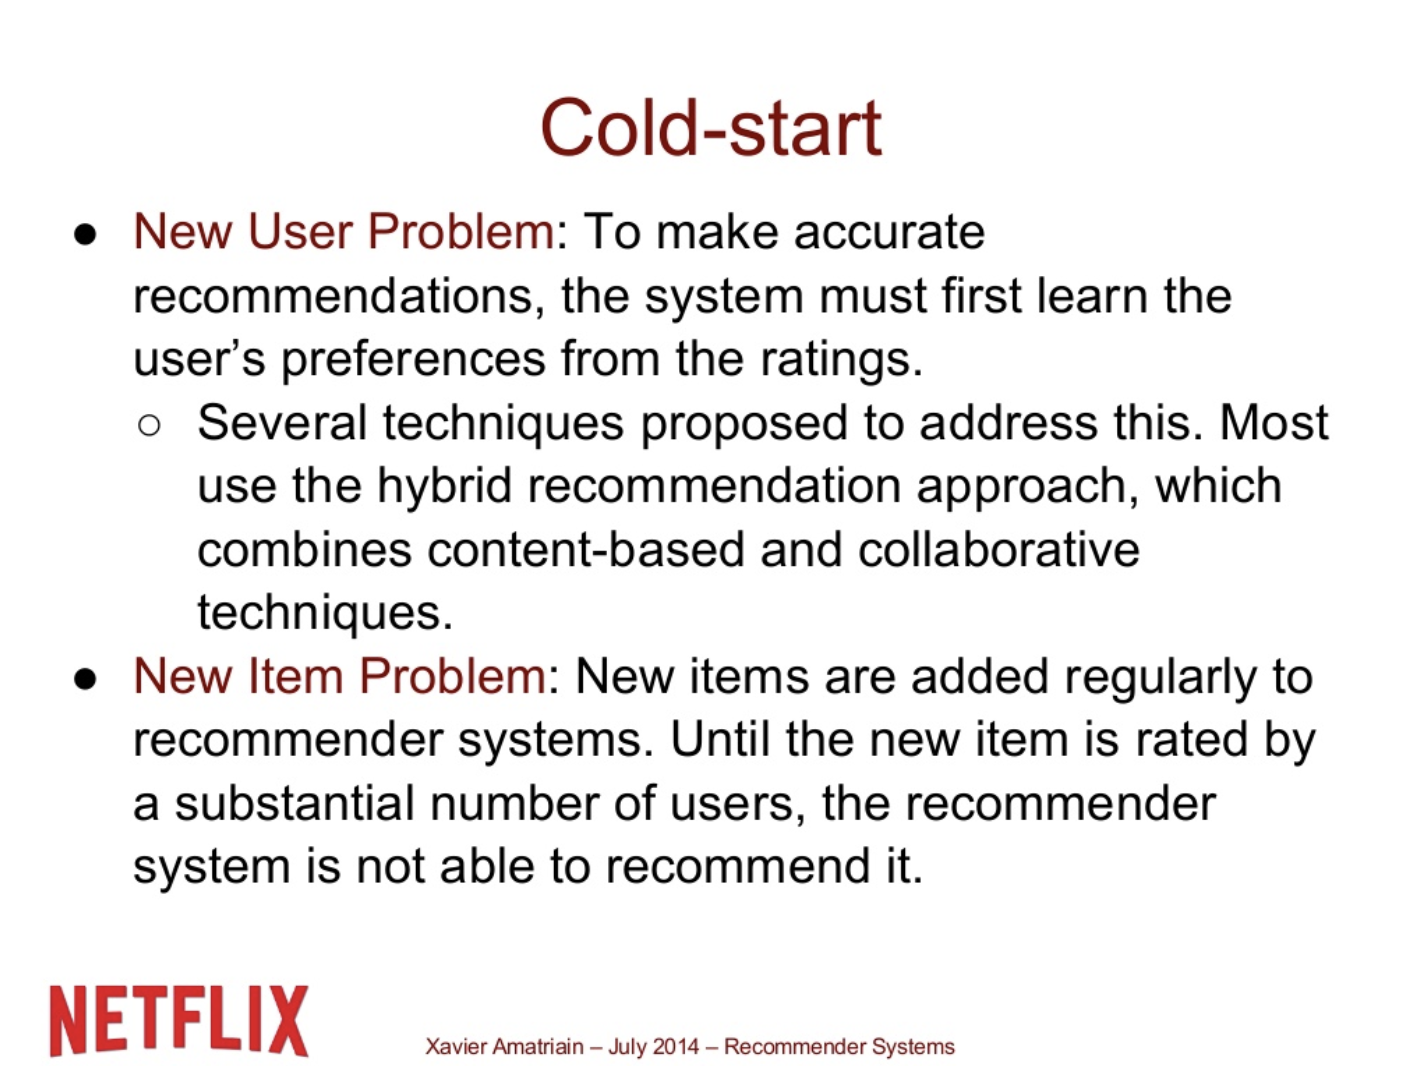 Cold-start
● New User Problem: To make accurate
recommendations, the system must first learn the
user’s preferences from the ratings.
○ Several techniques proposed to address this. Most
use the hybrid recommendation approach, which
combines content-based and collaborative
techniques.
● New Item Problem: New items are added regularly to
recommender systems. Until the new item is rated by
a substantial number of users, the recommender
system is not able to recommend it.
NETFLIX
Xavier Amatriain – July 2014 – Recommender Systems